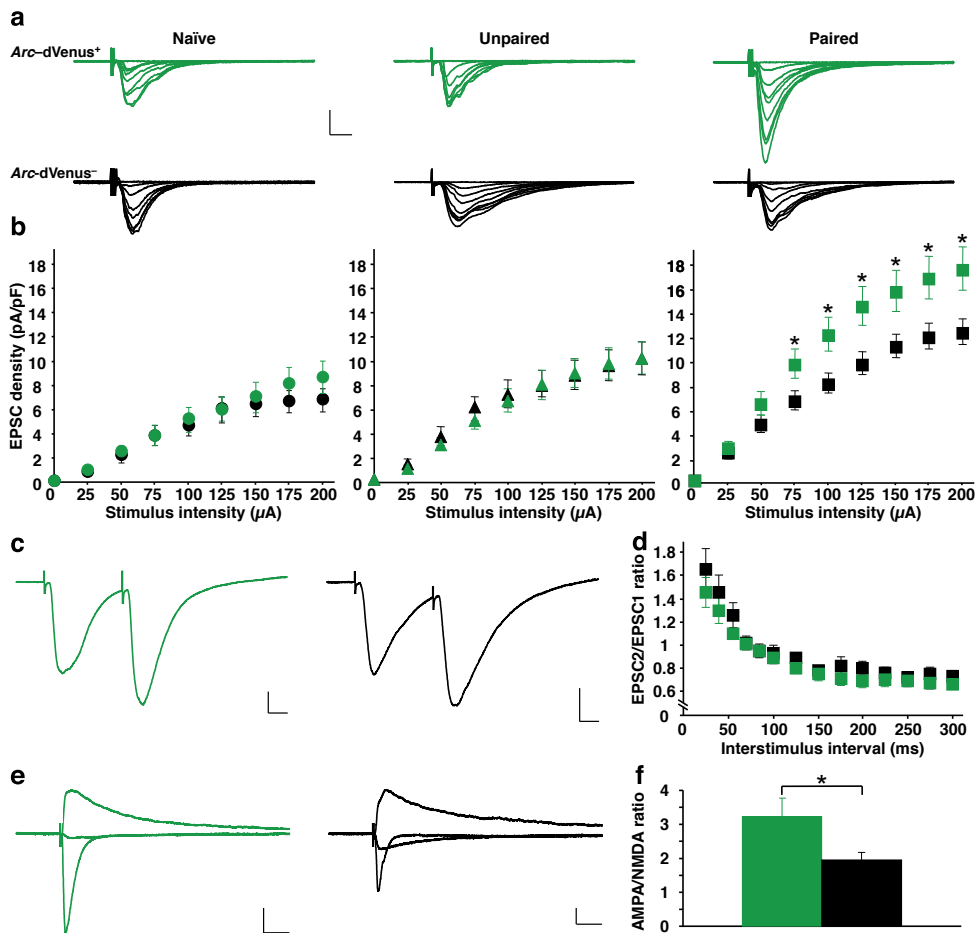 a
Naïve
Unpaired
Paired
Arc–dVenus+
Arc-dVenus–
b
EPSC density (pA/pF)
18
16
14
12
10
8
6
4
2
0
0 25 50 75 100 125 150 175 200
Stimulus intensity (µA)
18
16
14
12
10
8
6
4
2
0
0 25 50 75 100 125 150 175 200
Stimulus intensity (µA)
18
16
14
12
10
8
6
4
2
0
* * * * * *
0 25 50 75 100 125 150 175 200
Stimulus intensity (µA)
c
d
EPSC2/EPSC1 ratio
1.8
1.6
1.4
1.2
1.0
0.8
0.6
0
0 50 100 150 200 250 300
Interstimulus interval (ms)
e
f
AMPA/NMDA ratio
4
3
2
1
0
*